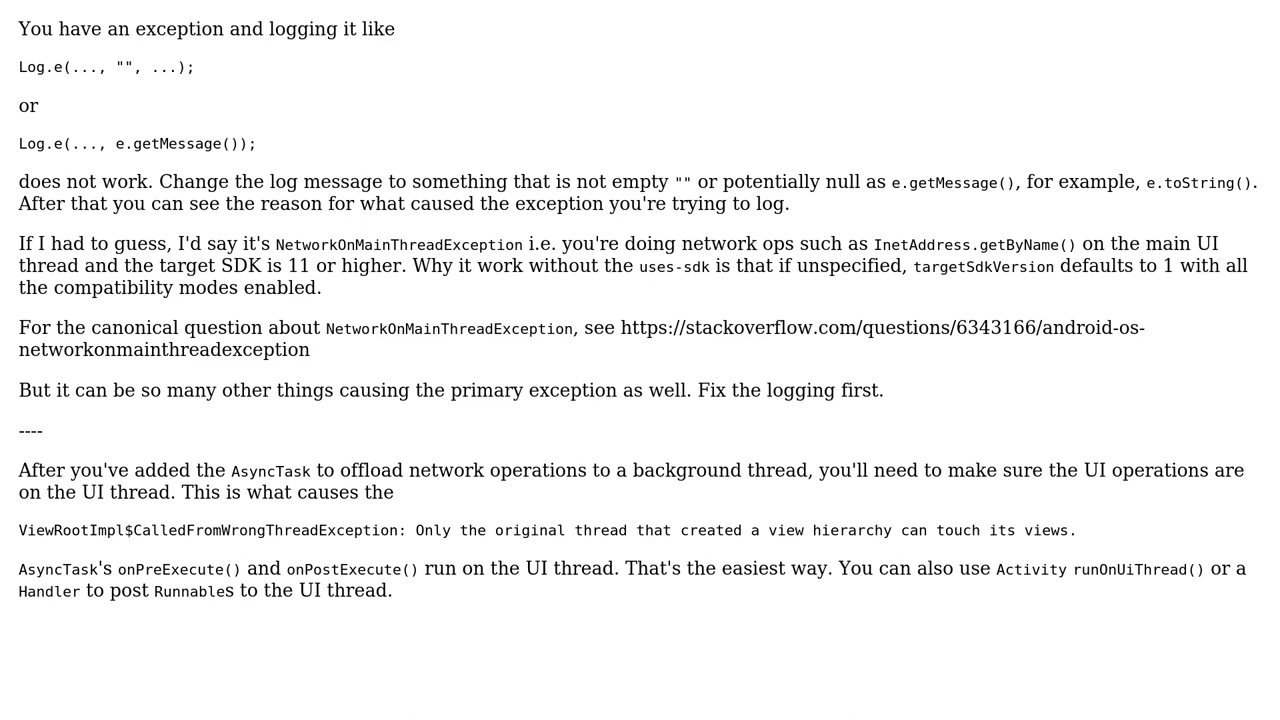 You have an exception and logging it like
Log.e(..., "", ...);
or
Log.e(..., e.getMessage());
does not work. Change the log message to something that is not empty "" or potentially null as e.getMessage(), for example, e.toString().
After that you can see the reason for what caused the exception you're trying to log.
If I had to guess, I'd say it's NetworkOnMainThreadException i.e. you're doing network ops such as InetAddress.getByName() on the main UI
thread and the target SDK is 11 or higher. Why it work without the uses-sdk is that if unspecified, targetSdkVersion defaults to 1 with all
the compatibility modes enabled.
For the canonical question about NetworkOnMainThreadException, see https://stackoverflow.com/questions/6343166/android-os-
networkonmainthreadexception
But it can be so many other things causing the primary exception as well. Fix the logging first.
----
After you've added the AsyncTask to offload network operations to a background thread, you'll need to make sure the UI operations are
on the UI thread. This is what causes the
ViewRootImpl$CalledFromWrongThreadException: Only the original thread that created a view hierarchy can touch its views.
AsyncTask's onPreExecute() and onPostExecute() run on the UI thread. That's the easiest way. You can also use Activity runOnUiThread() or a
Handler to post Runnables to the UI thread.